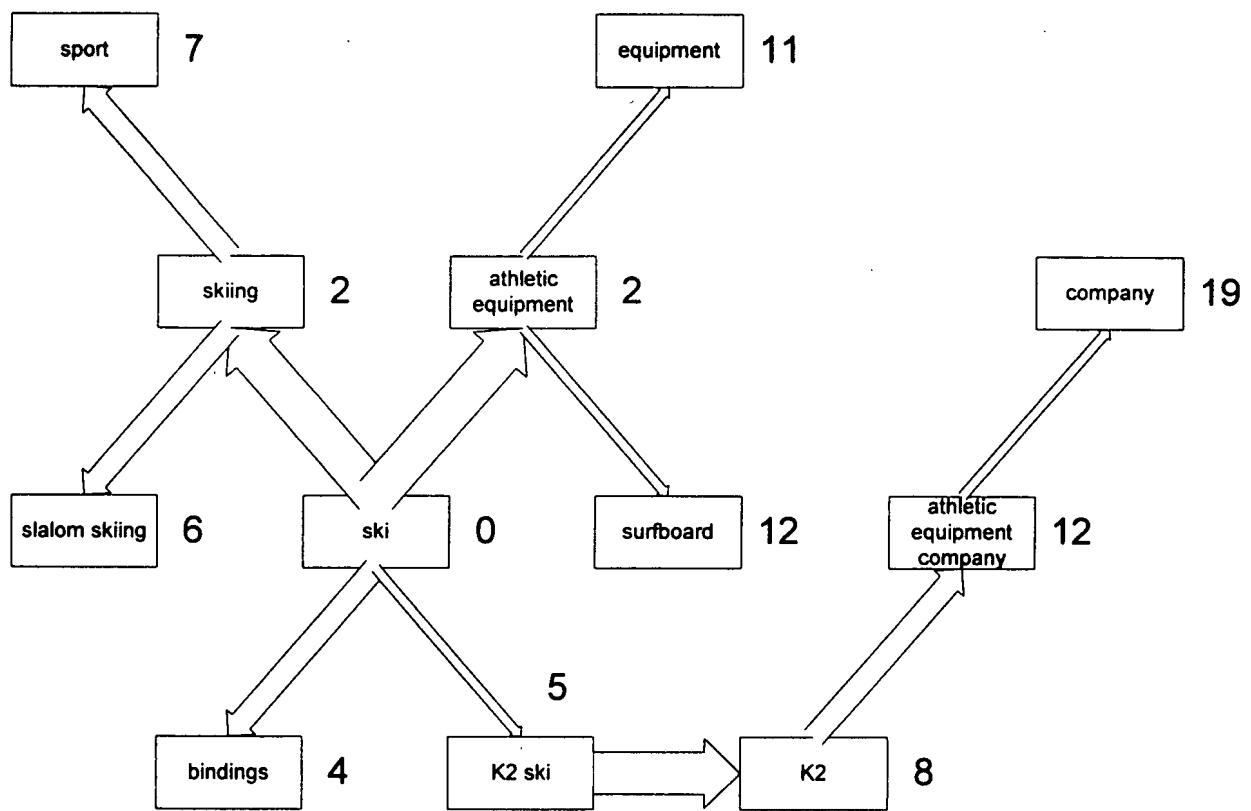 sport 7
equipment 11
skiing 2
athletic
equipment 2
company 19
slalom skiing 6
ski 0
surfboard 12
athletic
equipment
company 12
5
bindings 4
K2 ski
K2 8